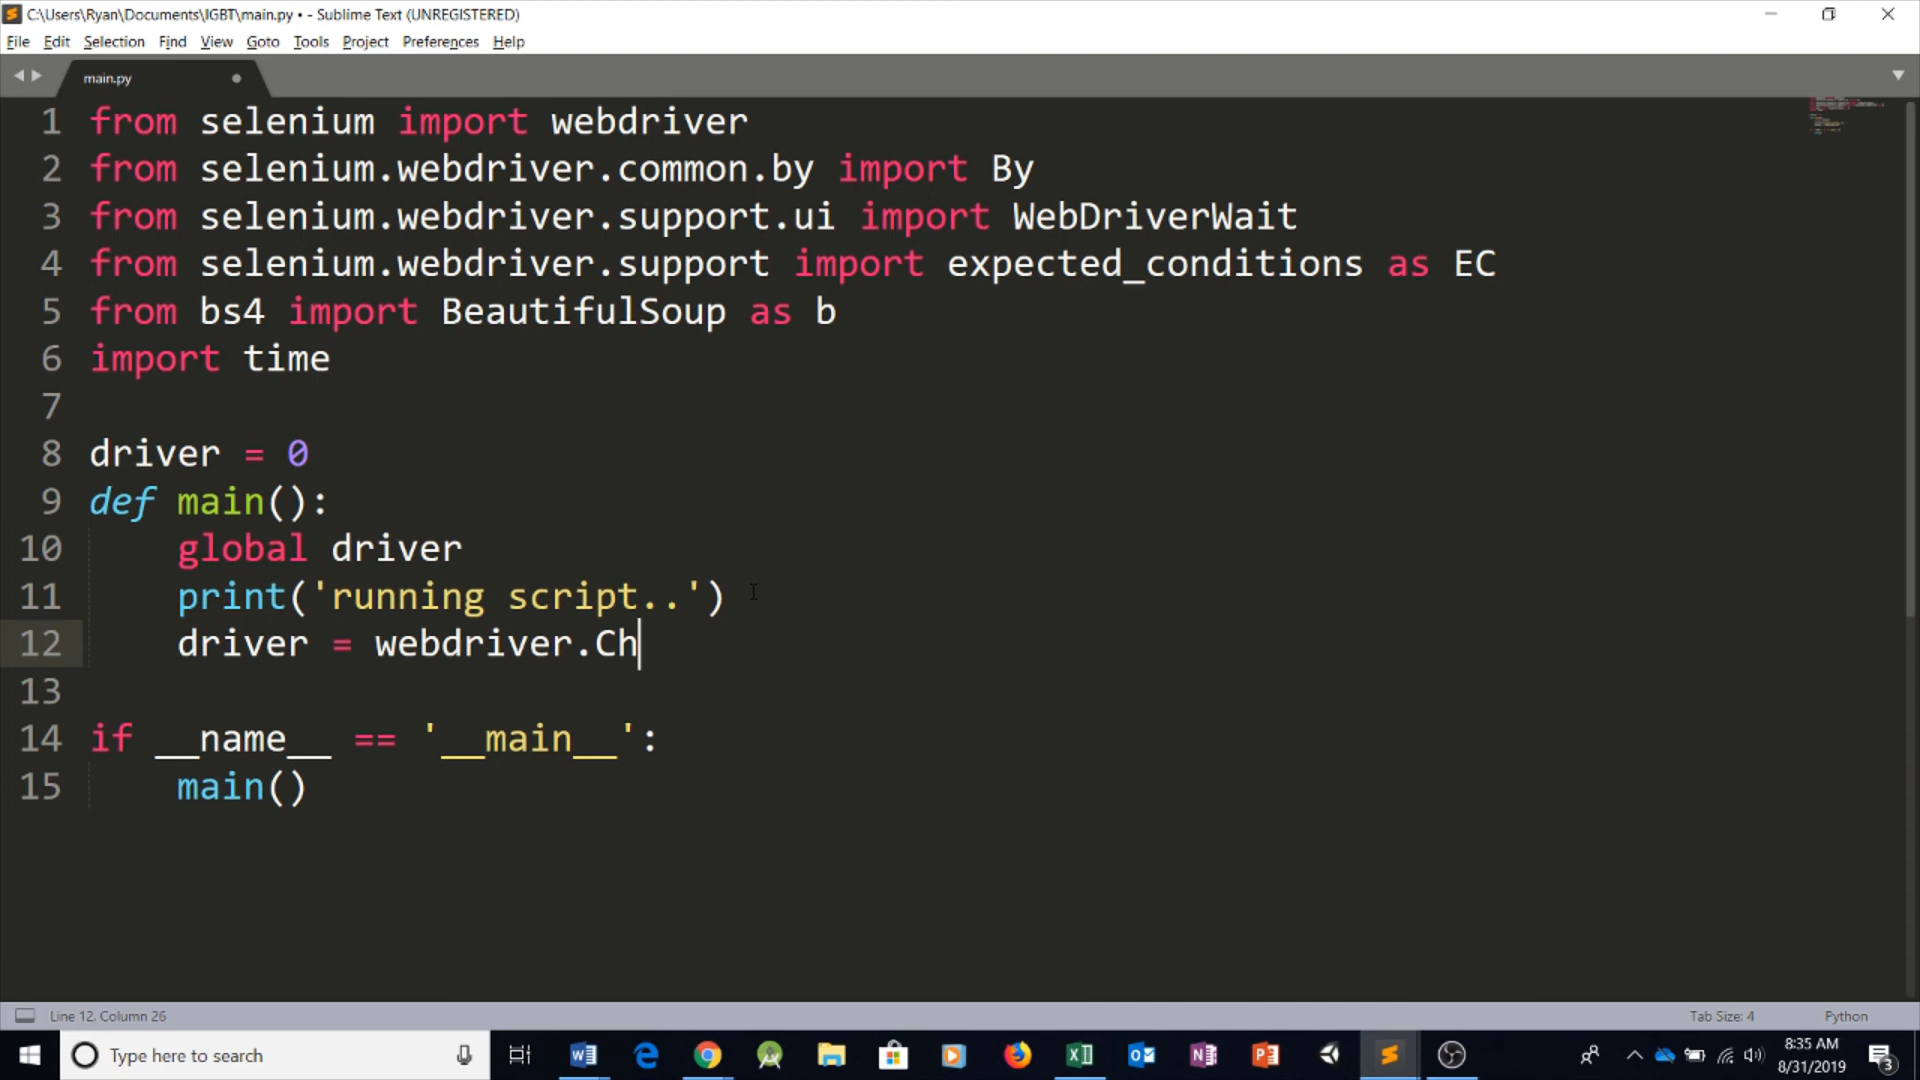 C:\Users\Ryan\Documents\IGBT\main.py • - Sublime Text (UNREGISTERED)
File Edit Selection Find View Goto Tools Project Preferences Help
main.py
1 from selenium import webdriver
2 from selenium.webdriver.common.by import By
3 from selenium.webdriver.support.ui import WebDriverWait
4 from selenium.webdriver.support import expected_conditions as EC
5 from bs4 import BeautifulSoup as b
6 import time
7
8 driver = 0
9 def main():
10 global driver
11 print('running script..')
12 driver = webdriver.Ch
13
14 if __name__ == '__main__':
15 main()
Line 12, Column 26 Tab Size: 4 Python
Type here to search
8:35 AM
8/31/2019
3